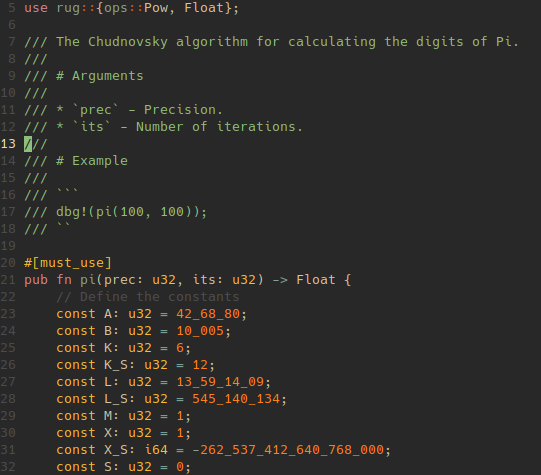 5 use rug::{ops::Pow, Float};
6
7 /// The Chudnovsky algorithm for calculating the digits of Pi.
8 ///
9 /// # Arguments
10 ///
11 /// * `prec` - Precision.
12 /// * `its` - Number of iterations.
13 ///
14 /// # Example
15 ///
16 /// ```
17 /// dbg!(pi(100, 100));
18 /// ``
19
20 #[must_use]
21 pub fn pi(prec: u32, its: u32) -> Float {
22     // Define the constants
23     const A: u32 = 42_68_80;
24     const B: u32 = 10_005;
25     const K: u32 = 6;
26     const K_S: u32 = 12;
27     const L: u32 = 13_59_14_09;
28     const L_S: u32 = 545_140_134;
29     const M: u32 = 1;
30     const X: u32 = 1;
31     const X_S: i64 = -262_537_412_640_768_000;
32     const S: u32 = 0;